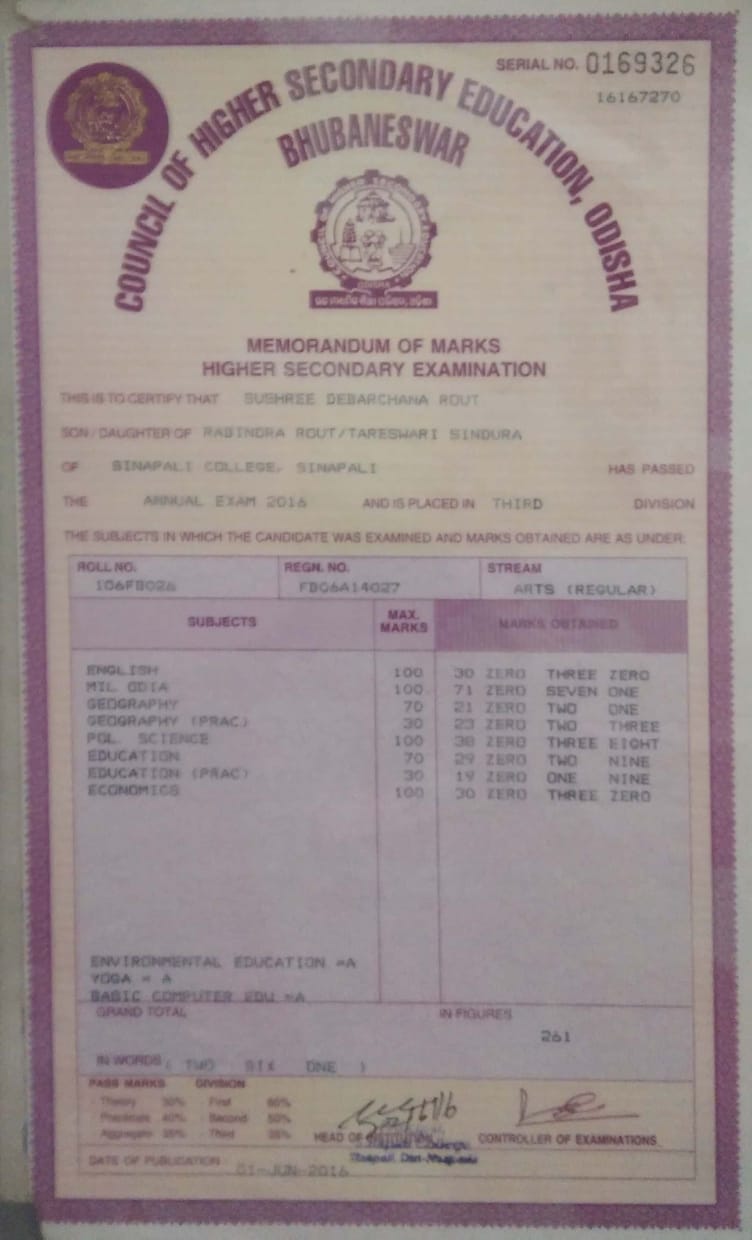 SERIAL NO. 0169326
16167270
COUNCIL OF HIGHER SECONDARY EDUCATION, ODISHA
BHUBANESWAR
ODISHA
MEMORANDUM OF MARKS
HIGHER SECONDARY EXAMINATION
THIS IS TO CERTIFY THAT SUSHREE DEBARCHANA ROUT
SON / DAUGHTER OF RABINDRA ROUT/TARESWARI SINDURA
OF SINAPALI COLLEGE, SINAPALI HAS PASSED
THE ANNUAL EXAM 2016 AND IS PLACED IN THIRD DIVISION
THE SUBJECTS IN WHICH THE CANDIDATE WAS EXAMINED AND MARKS OBTAINED ARE AS UNDER:
ROLL NO. REGN. NO. STREAM
106FB026 FBG6A14027 ARTS (REGULAR)
SUBJECTS MAX. MARKS MARKS OBTAINED
ENGLISH 100 30 ZERO THREE ZERO
MIL ODIA 100 71 ZERO SEVEN ONE
GEOGRAPHY 70 21 ZERO TWO ONE
GEOGRAPHY (PRAC) 30 23 ZERO TWO THREE
POL. SCIENCE 100 38 ZERO THREE EIGHT
EDUCATION 70 29 ZERO TWO NINE
EDUCATION (PRAC) 30 19 ZERO ONE NINE
ECONOMICS 100 30 ZERO THREE ZERO
ENVIRONMENTAL EDUCATION =A
YOGA = A
BASIC COMPUTER EDU =A
GRAND TOTAL IN FIGURES
261
IN WORDS ( TWO SIX ONE )
PASS MARKS DIVISION
Theory 30% First 60%
Practicals 40% Second 50%
Aggregate 35% Third 35%
HEAD OF INSTITUTION CONTROLLER OF EXAMINATIONS
DATE OF PUBLICATION : 01-JUN-2016